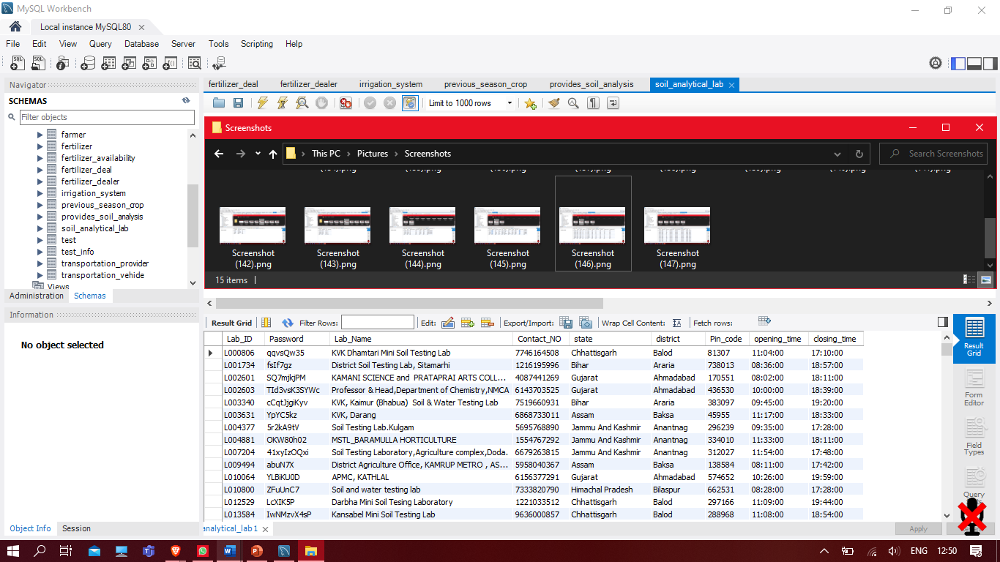 MySQL Workbench
Local instance MySQL80
File Edit View Query Database Server Tools Scripting Help
Navigator
SCHEMAS
Filter objects
farmer
fertilizer
fertilizer_availability
fertilizer_deal
fertilizer_dealer
irrigation_system
previous_season_crop
provides_soil_analysis
soil_analytical_lab
test
test_info
transportation_provider
transportation_vehide
Views
Administration Schemas
Information
No object selected
Object Info Session
fertilizer_deal fertilizer_dealer irrigation_system previous_season_crop provides_soil_analysis soil_analytical_lab
Limit to 1000 rows
Screenshots
This PC Pictures Screenshots
Search Screenshots
Screenshot (142).png
Screenshot (143).png
Screenshot (144).png
Screenshot (145).png
Screenshot (146).png
Screenshot (147).png
15 items
Result Grid Filter Rows: Edit: Export/Import: Wrap Cell Content: Fetch rows:
Lab_ID Password Lab_Name Contact_NO state district Pin_code opening_time closing_time
L000806 qqvsQw35 KVK Dhamtari Mini Soil Testing Lab 7746164508 Chhattisgarh Balod 81307 11:04:00 17:10:00
L001734 fsIf7gz District Soil Testing Lab, Sitamarhi 1216195996 Bihar Araria 738013 08:36:00 18:57:00
L002601 SQ7mjkjPM KAMANI SCIENCE and PRATAPRAI ARTS COLL... 4087441269 Gujarat Ahmadabad 170551 08:02:00 18:11:00
L002603 TId3vsK3SYWc Professor & Head,Department of Chemistry,NMCA 6143703525 Gujarat Ahmadabad 436530 10:00:00 18:39:00
L003340 cCqtJjgiKyv KVK, Kaimur (Bhabua) Soil & Water Testing Lab 7519660931 Bihar Araria 383097 09:45:00 19:20:00
L003631 YpYC5kz KVK, Darang 6868733011 Assam Baksa 45955 11:17:00 18:33:00
L004377 5r2kA9tV Soil Testing Lab.Kulgam 5695768890 Jammu And Kashmir Anantnag 296239 09:35:00 17:28:00
L004881 OKW80h02 MSTL_BARAMULLA HORTICULTURE 1554767292 Jammu And Kashmir Anantnag 334010 11:33:00 18:11:00
L007204 41xyIzOQxi Soil Testing Laboratory,Agriculture complex,Doda. 6679263815 Jammu And Kashmir Anantnag 312027 11:54:00 17:48:00
L009494 abuN7X District Agriculture Office, KAMRUP METRO , AS... 5958040367 Assam Baksa 138584 08:11:00 17:42:00
L010064 YLBiKU0D APMC, KATHLAL 6156377291 Gujarat Ahmadabad 574652 10:26:00 19:59:00
L010800 ZFuUnC7 Soil and water testing lab 7333820790 Himachal Pradesh Bilaspur 662531 08:28:00 17:28:00
L012529 LcXIK5P Darbha Mini Soil Tesing Laboratory 1221033512 Chhattisgarh Balod 297166 11:09:00 19:44:00
L013584 IwNMzvX4sP Kansabel Mini Soil Testing Lab 9636000857 Chhattisgarh Balod 288968 11:08:00 18:54:00
Result Grid
Form Editor
Field Types
Query
analytical_lab 1
Apply
ENG 12:50